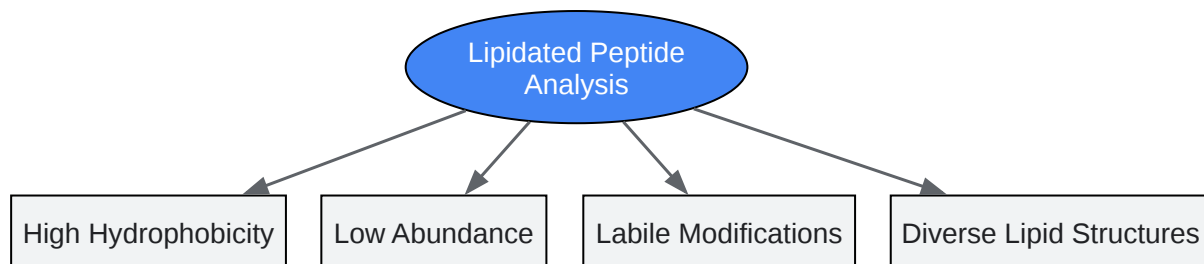 Lipidated Peptide
Analysis
High Hydrophobicity
Low Abundance
Labile Modifications
Diverse Lipid Structures